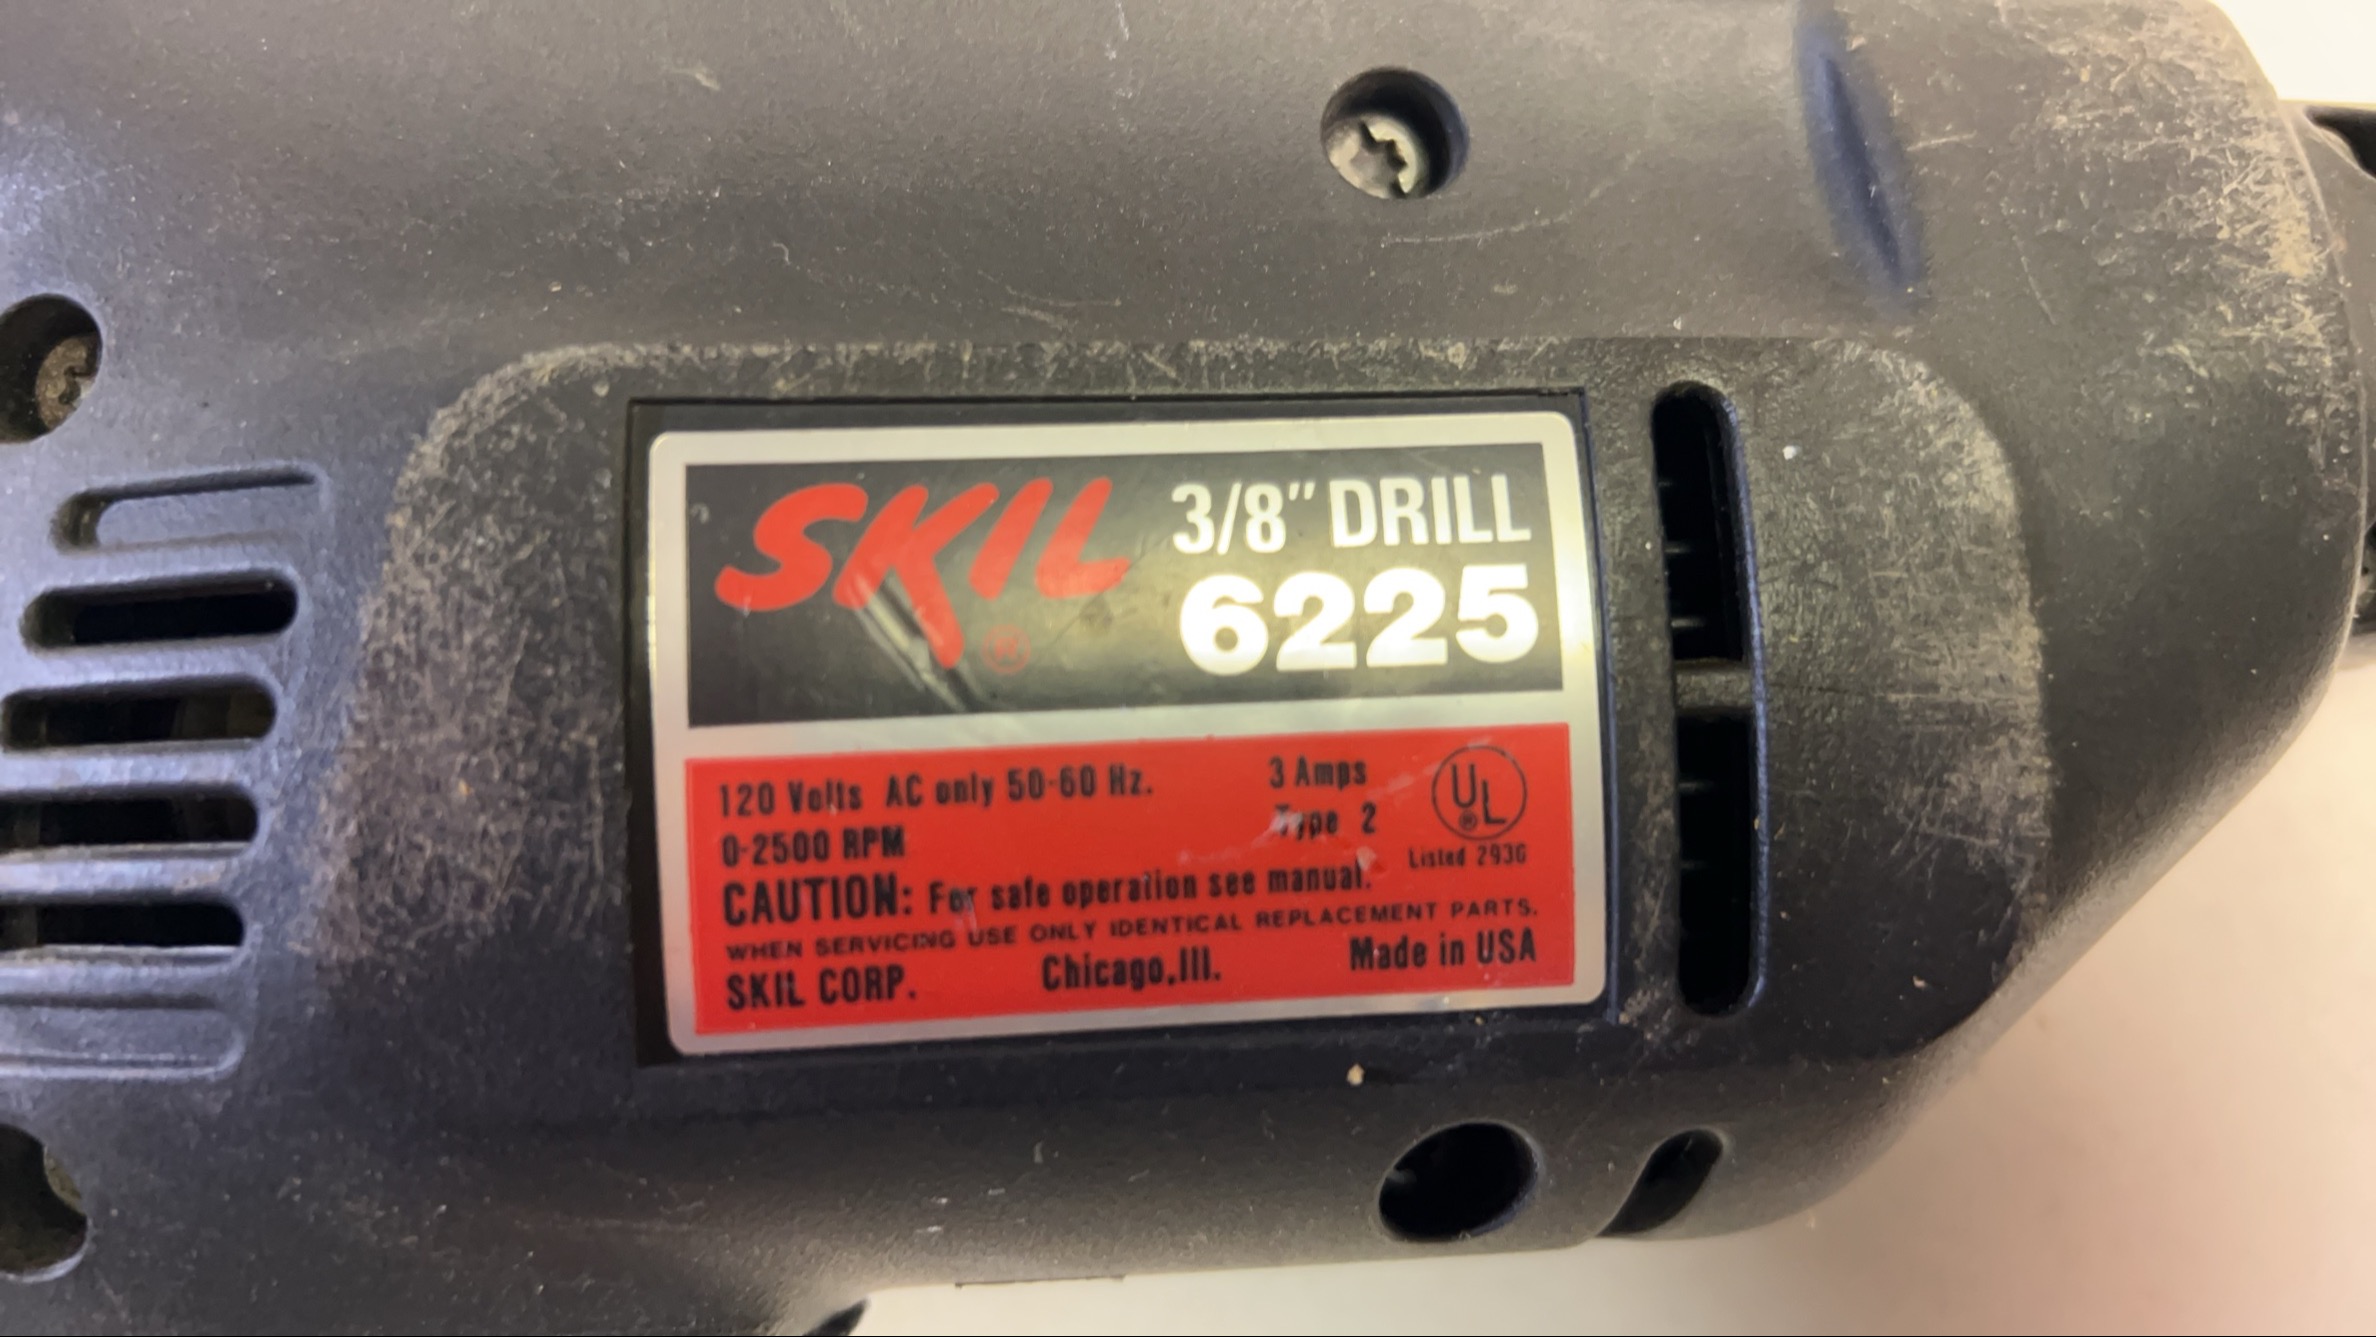 SKIL ®
3/8" DRILL
6225
120 Volts AC only 50-60 Hz.
3 Amps
0-2500 RPM
Type 2
UL ®
Listed 293G
CAUTION: For safe operation see manual.
WHEN SERVICING USE ONLY IDENTICAL REPLACEMENT PARTS.
SKIL CORP. Chicago, Ill. Made in USA